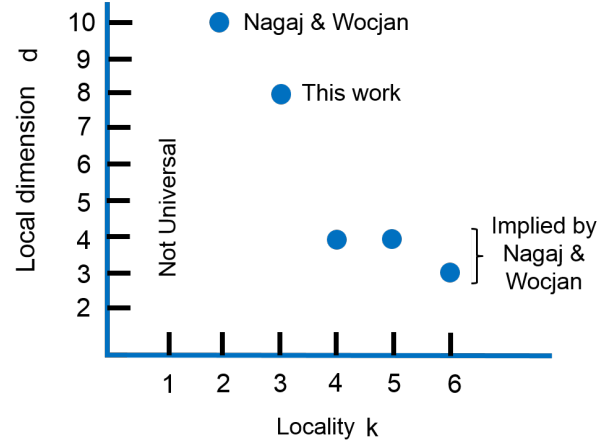 10
Nagaj & Wocjan
9
8
This work
7
6
5
4
3
2
Local dimension d
Not Universal
Implied by
Nagaj &
Wocjan
1 2 3 4 5 6
Locality k